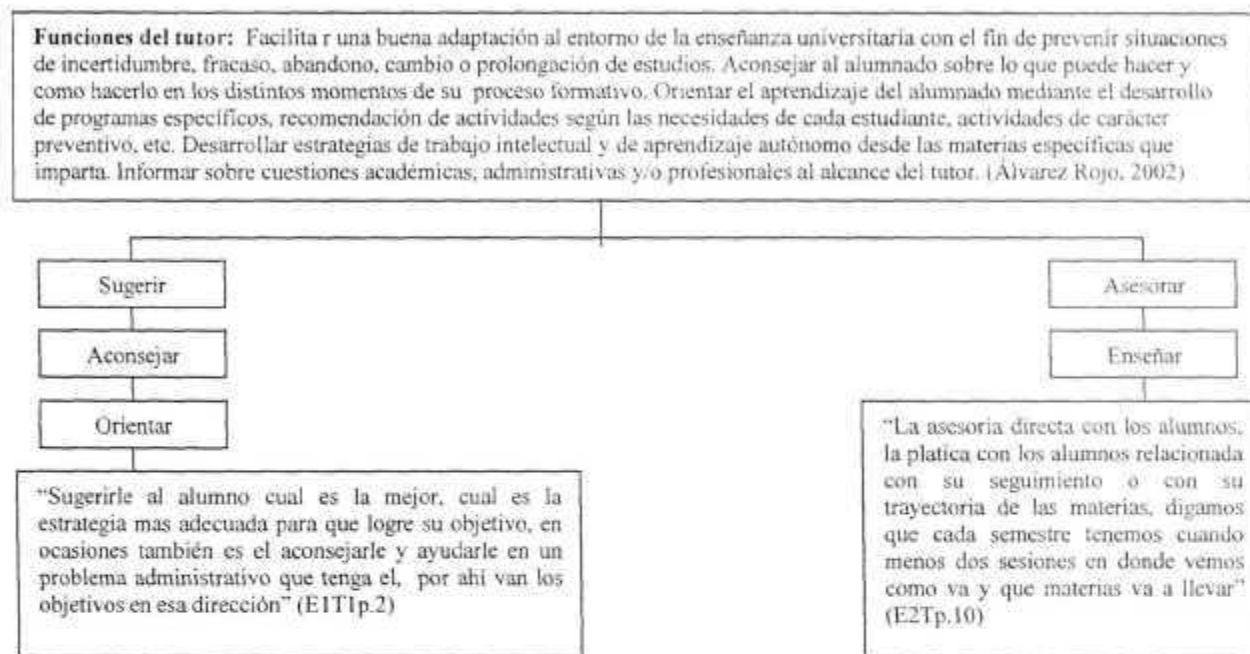 Funciones del tutor: Facilita r una buena adaptación al entorno de la enseñanza universitaria con el fin de prevenir situaciones
de incertidumbre, fracaso, abandono, cambio o prolongación de estudios. Aconsejar al alumnado sobre lo que puede hacer y
como hacerlo en los distintos momentos de su proceso formativo. Orientar el aprendizaje del alumnado mediante el desarrollo
de programas específicos, recomendación de actividades según las necesidades de cada estudiante, actividades de carácter
preventivo, etc. Desarrollar estrategias de trabajo intelectual y de aprendizaje autónomo desde las materias específicas que
imparta. Informar sobre cuestiones académicas, administrativas y/o profesionales al alcance del tutor. (Álvarez Rojo, 2002)
Sugerir
Aconsejar
Orientar
“Sugerirle al alumno cual es la mejor, cual es la
estrategia mas adecuada para que logre su objetivo, en
ocasiones también es el aconsejarle y ayudarle en un
problema administrativo que tenga el, por ahí van los
objetivos en esa dirección” (E1T1p.2)
Asesorar
Enseñar
“La asesoria directa con los alumnos,
la platica con los alumnos relacionada
con su seguimiento o con su
trayectoria de las materias, digamos
que cada semestre tenemos cuando
menos dos sesiones en donde vemos
como va y que materias va a llevar”
(E2Tp.10)